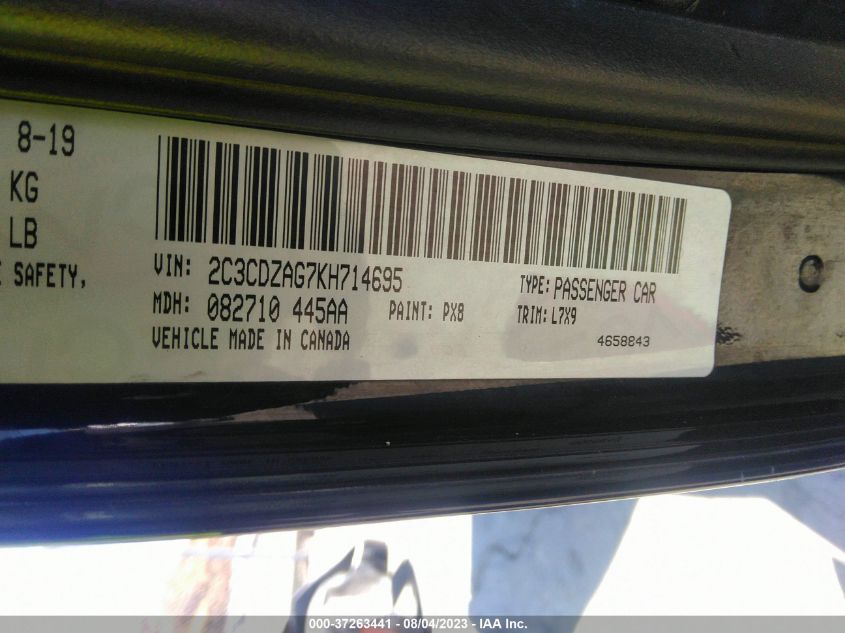 8-19
KG
LB
E SAFETY,
VIN: 2C3CDZAG7KH714695
TYPE: PASSENGER CAR
MDH: 082710 445AA
PAINT: PX8
TRIM: L7X9
VEHICLE MADE IN CANADA
4658843
000-37263441 - 08/04/2023 - IAA Inc.